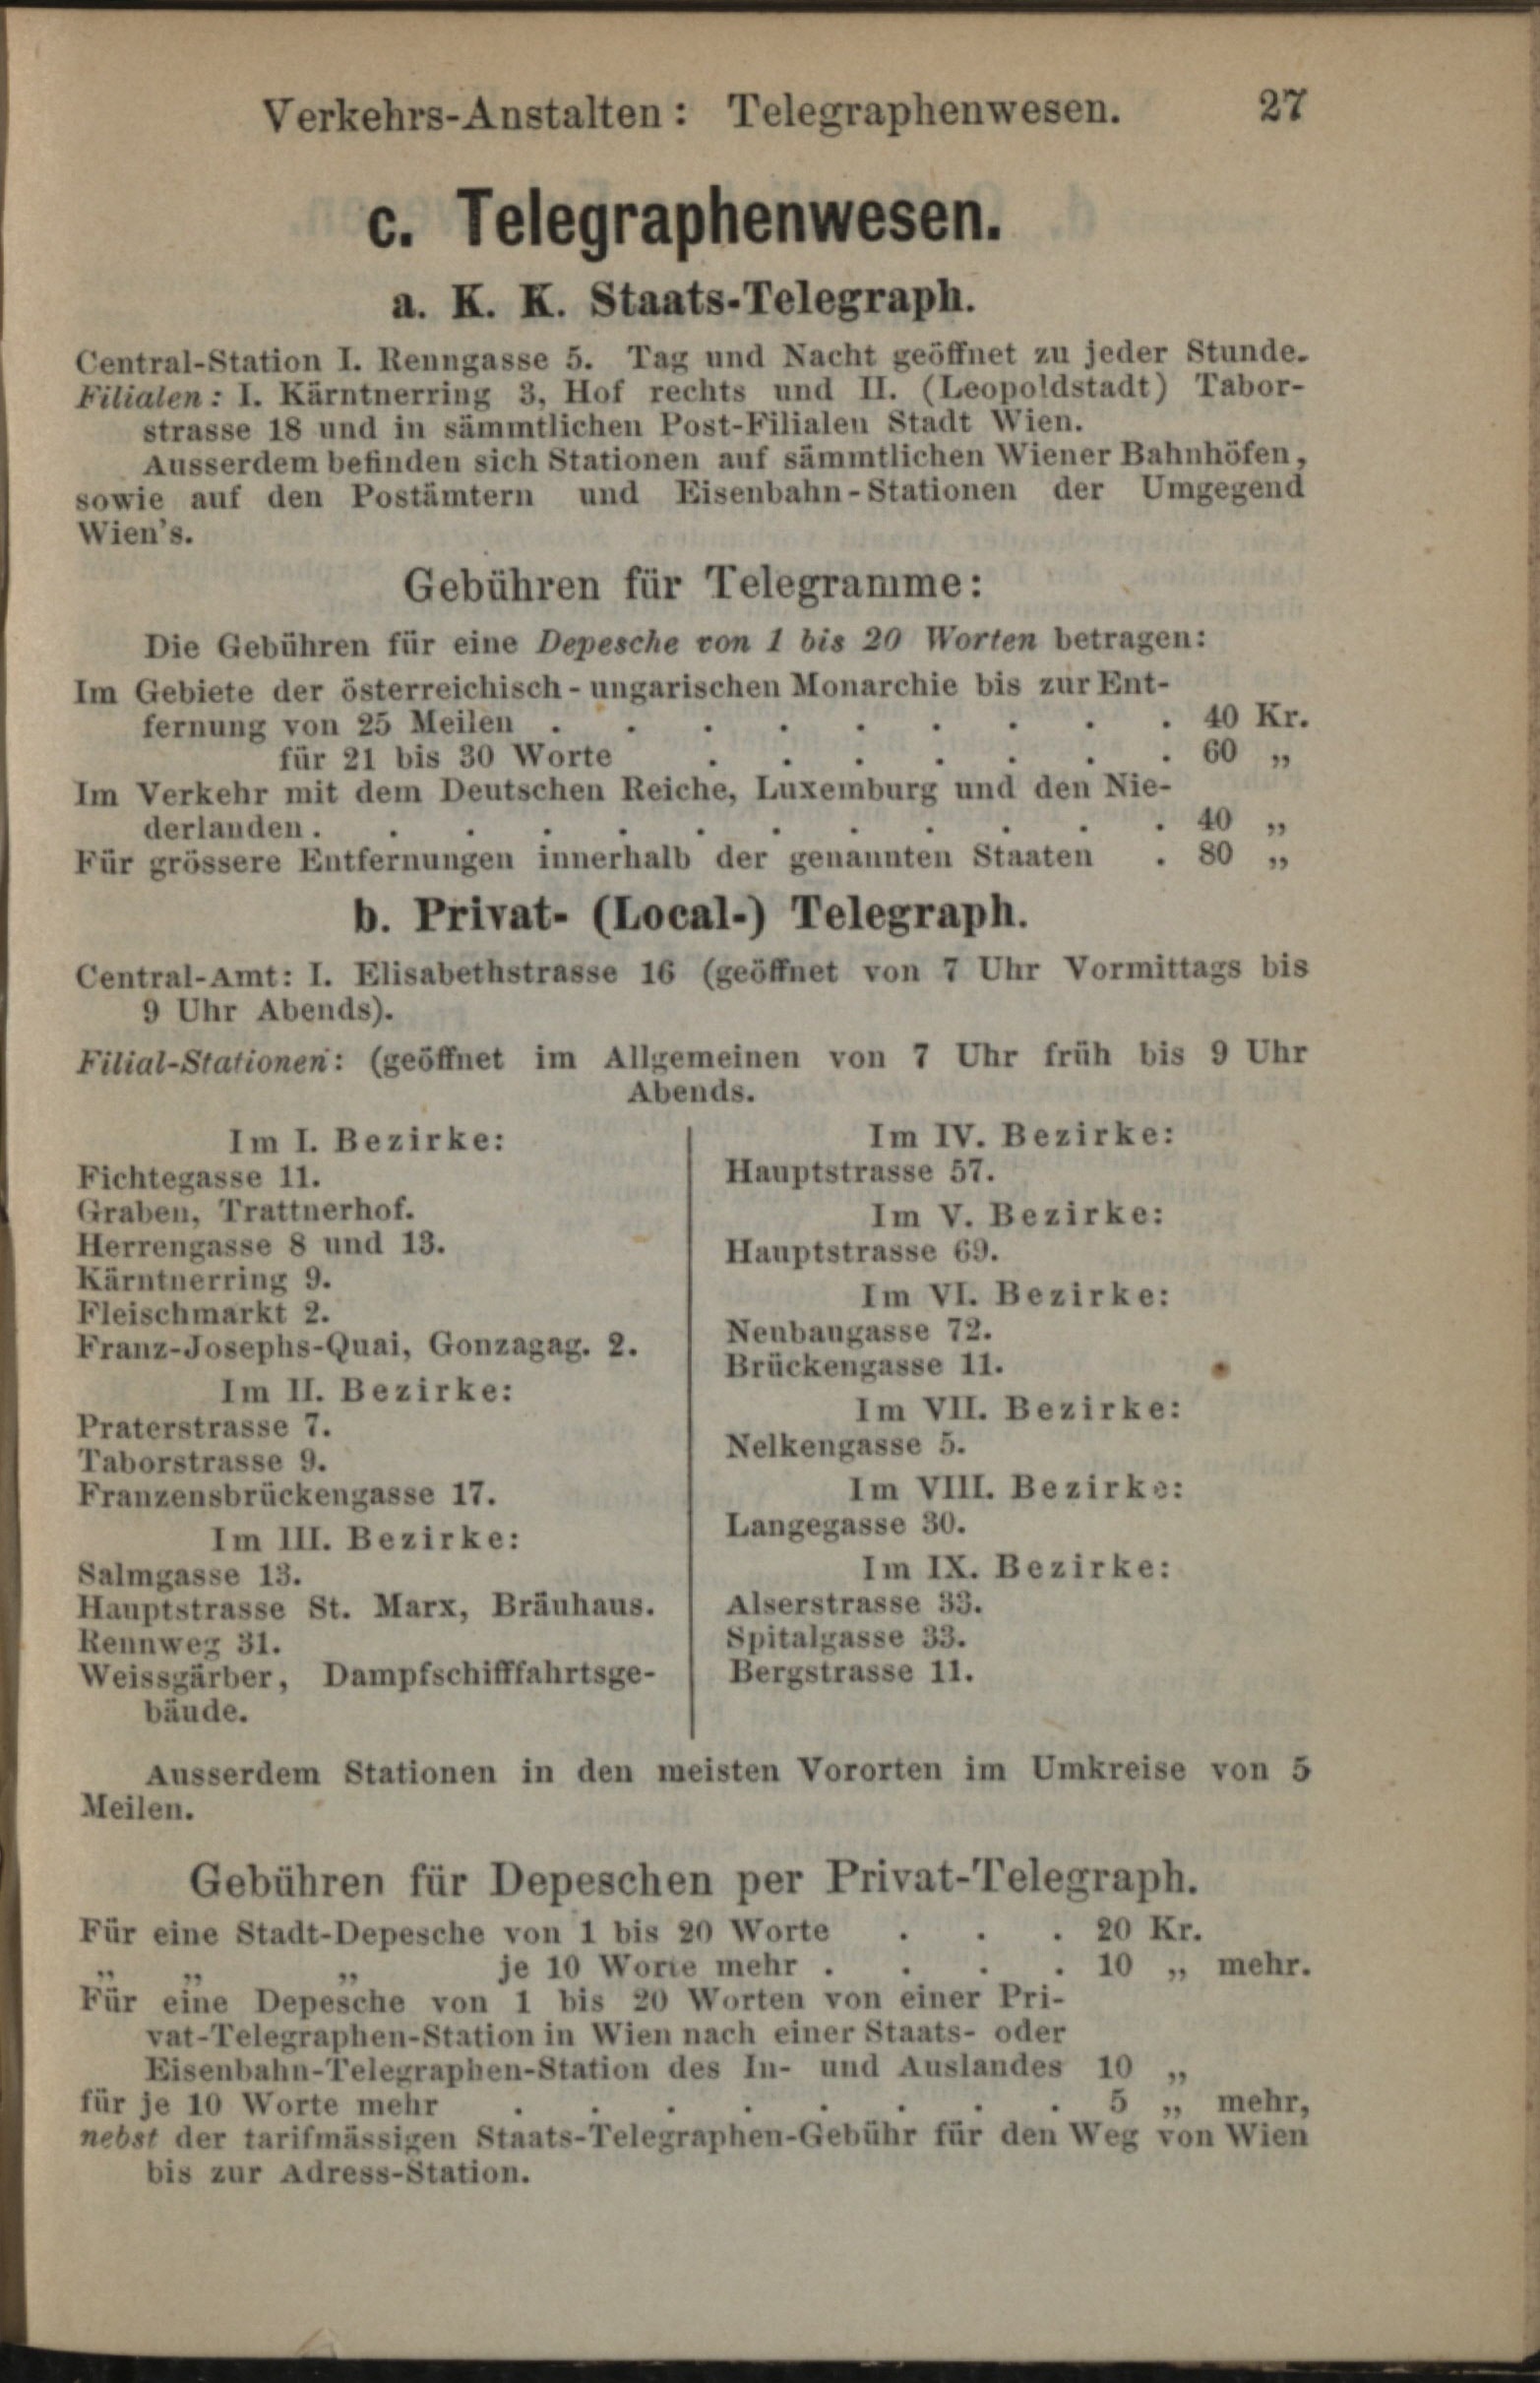 Verkehrs-Anstalten: Telegraphenwesen. 27
c. Telegraphenwesen.
a. K. K. Staats-Telegraph.
Central-Station I. Renngasse 5. Tag und Nacht geöffnet zu jeder Stunde.
Filialen: I. Kärntnerring 3, Hof rechts und II. (Leopoldstadt) Tabor-
strasse 18 und in sämmtlichen Post-Filialen Stadt Wien.
Ausserdem befinden sich Stationen auf sämmtlichen Wiener Bahnhöfen,
sowie auf den Postämtern und Eisenbahn-Stationen der Umgegend
Wien's.
Gebühren für Telegramme:
Die Gebühren für eine Depesche von 1 bis 20 Worten betragen:
Im Gebiete der österreichisch-ungarischen Monarchie bis zur Ent-
fernung von 25 Meilen . . . . . . . . . 40 Kr.
für 21 bis 30 Worte . . . . . . . 60 „
Im Verkehr mit dem Deutschen Reiche, Luxemburg und den Nie-
derlanden . . . . . . . . . . . . 40 „
Für grössere Entfernungen innerhalb der genannten Staaten . 80 „
b. Privat- (Local-) Telegraph.
Central-Amt: I. Elisabethstrasse 16 (geöffnet von 7 Uhr Vormittags bis
9 Uhr Abends).
Filial-Stationen: (geöffnet im Allgemeinen von 7 Uhr früh bis 9 Uhr
Abends.
Im I. Bezirke:
Fichtegasse 11.
Graben, Trattnerhof.
Herrengasse 8 und 13.
Kärntnerring 9.
Fleischmarkt 2.
Franz-Josephs-Quai, Gonzagag. 2.
Im II. Bezirke:
Praterstrasse 7.
Taborstrasse 9.
Franzensbrückengasse 17.
Im III. Bezirke:
Salmgasse 13.
Hauptstrasse St. Marx, Bräuhaus.
Rennweg 31.
Weissgärber, Dampfschifffahrtsge-
bäude.
Im IV. Bezirke:
Hauptstrasse 57.
Im V. Bezirke:
Hauptstrasse 69.
Im VI. Bezirke:
Neubaugasse 72.
Brückengasse 11.
Im VII. Bezirke:
Nelkengasse 5.
Im VIII. Bezirke:
Langegasse 30.
Im IX. Bezirke:
Alserstrasse 33.
Spitalgasse 33.
Bergstrasse 11.
Ausserdem Stationen in den meisten Vororten im Umkreise von 5
Meilen.
Gebühren für Depeschen per Privat-Telegraph.
Für eine Stadt-Depesche von 1 bis 20 Worte . . . 20 Kr.
„ „ „ je 10 Worte mehr . . . . 10 „ mehr.
Für eine Depesche von 1 bis 20 Worten von einer Pri-
vat-Telegraphen-Station in Wien nach einer Staats- oder
Eisenbahn-Telegraphen-Station des In- und Auslandes 10 „
für je 10 Worte mehr . . . . . . . . 5 „ mehr,
nebst der tarifmässigen Staats-Telegraphen-Gebühr für den Weg von Wien
bis zur Adress-Station.